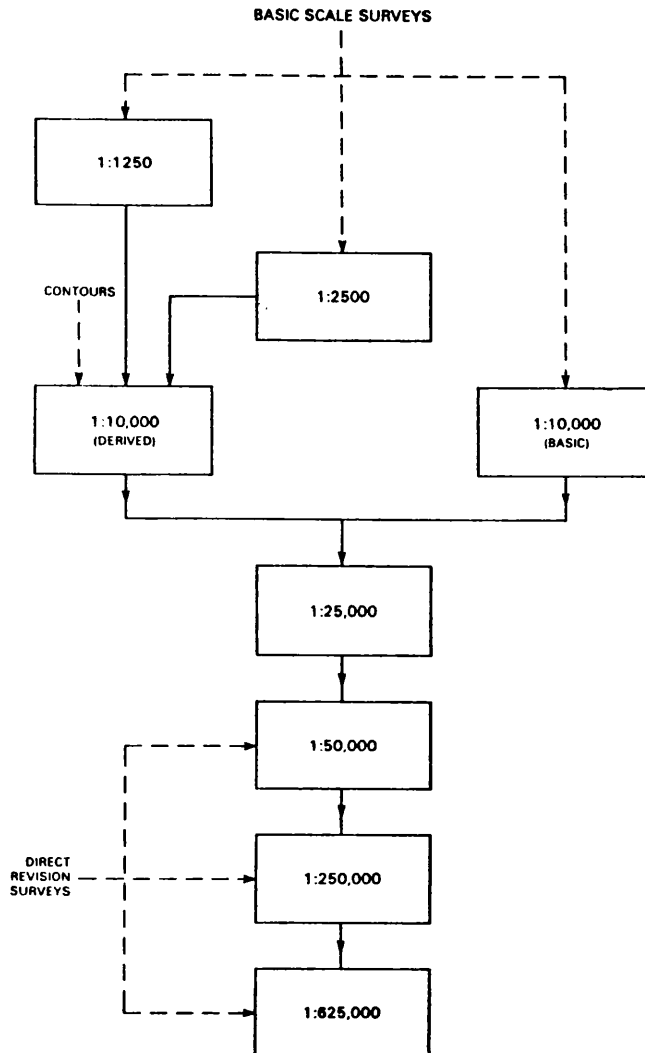 BASIC SCALE SURVEYS
1:1250
CONTOURS
1:2500
1:10,000
(DERIVED)
1:10,000
(BASIC)
1:25,000
1:50,000
DIRECT
REVISION
SURVEYS
1:250,000
1:625,000